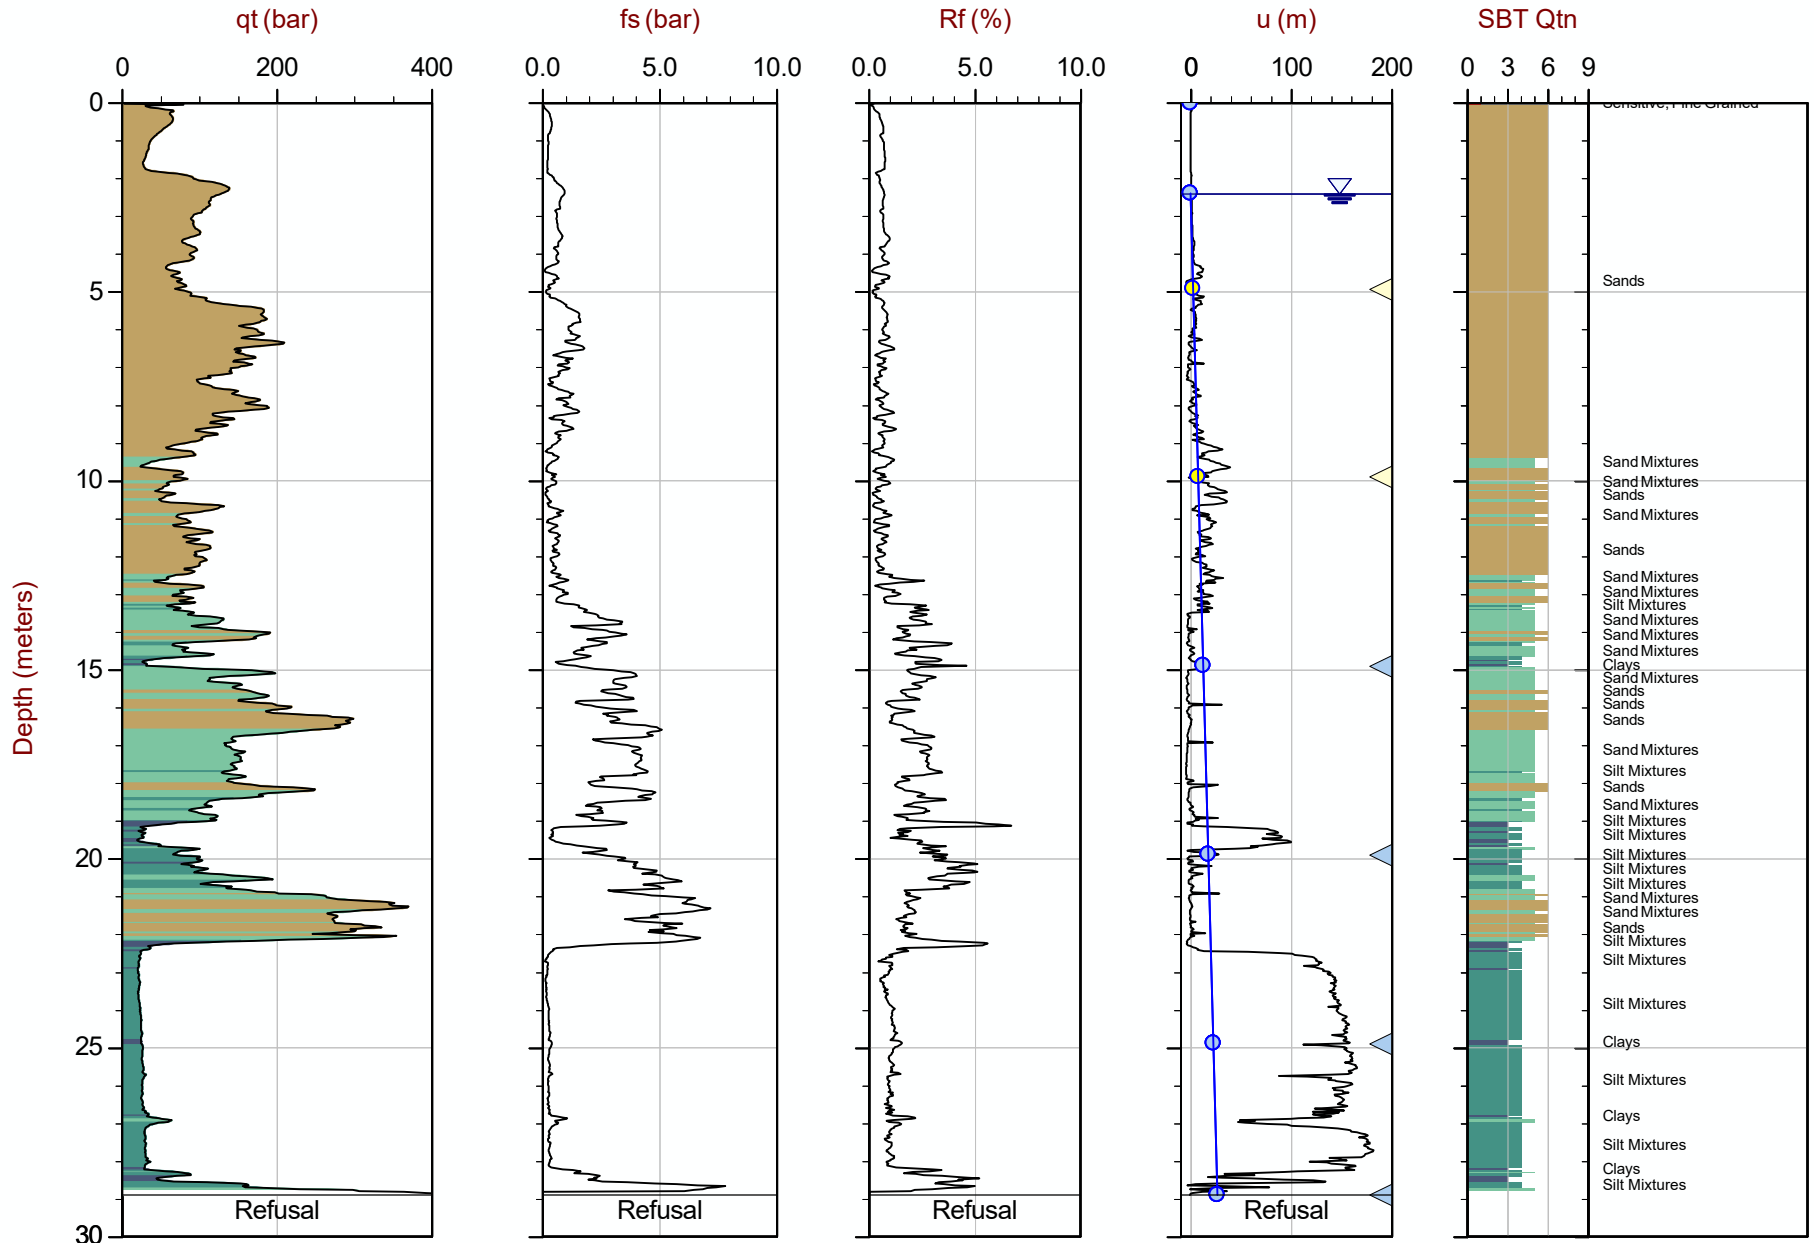 qt (bar) fs (bar) Rf (%) u (m) SBT Qtn
0 200 400 0.0 5.0 10.0 0.0 5.0 10.0 0 100 200 0 3 6 9
0
Sensitive, Fine Grained
5
Sands
Sand Mixtures
10
Sand Mixtures
Sands
Sand Mixtures
Sands
Sand Mixtures
Sand Mixtures
Silt Mixtures
Sand Mixtures
Sand Mixtures
Sand Mixtures
15
Clays
Sand Mixtures
Sands
Sands
Sands
Sand Mixtures
Silt Mixtures
Sands
Sand Mixtures
Silt Mixtures
Silt Mixtures
20
Silt Mixtures
Silt Mixtures
Silt Mixtures
Sand Mixtures
Sand Mixtures
Sands
Silt Mixtures
Silt Mixtures
Silt Mixtures
25
Clays
Silt Mixtures
Clays
Silt Mixtures
Clays
Silt Mixtures
Refusal Refusal Refusal Refusal
30
Depth (meters)